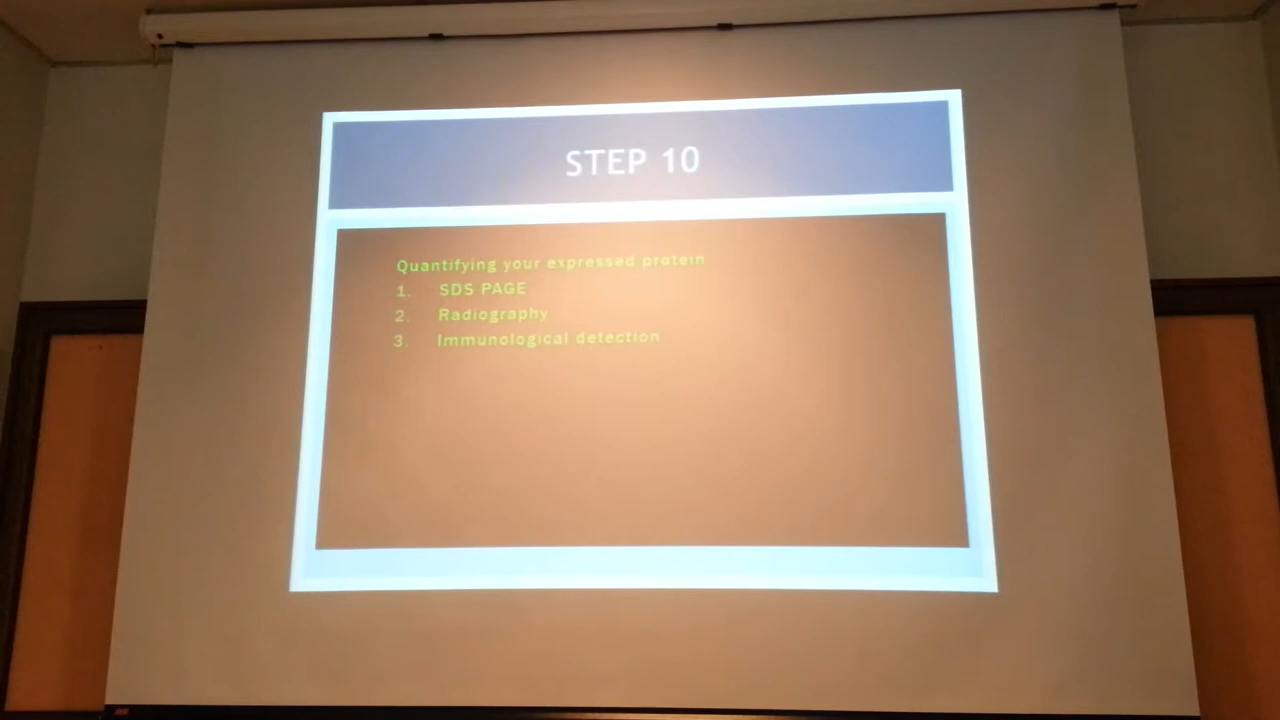 STEP 10
Quantifying your expressed protein
1. SDS PAGE
2. Radiography
3. Immunological detection